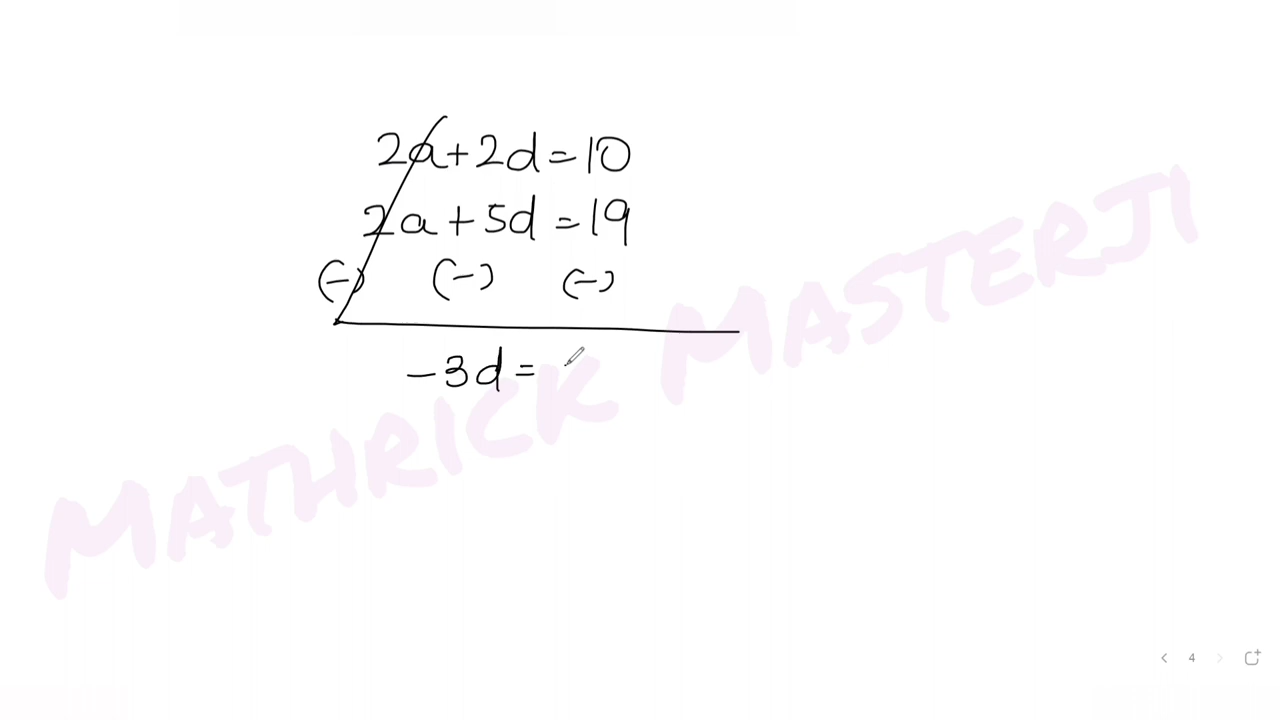 2a+2d=10
2a+5d=19
(-) (-) (-)
-3d=
MATHRICK MASTERJI
< 4 >